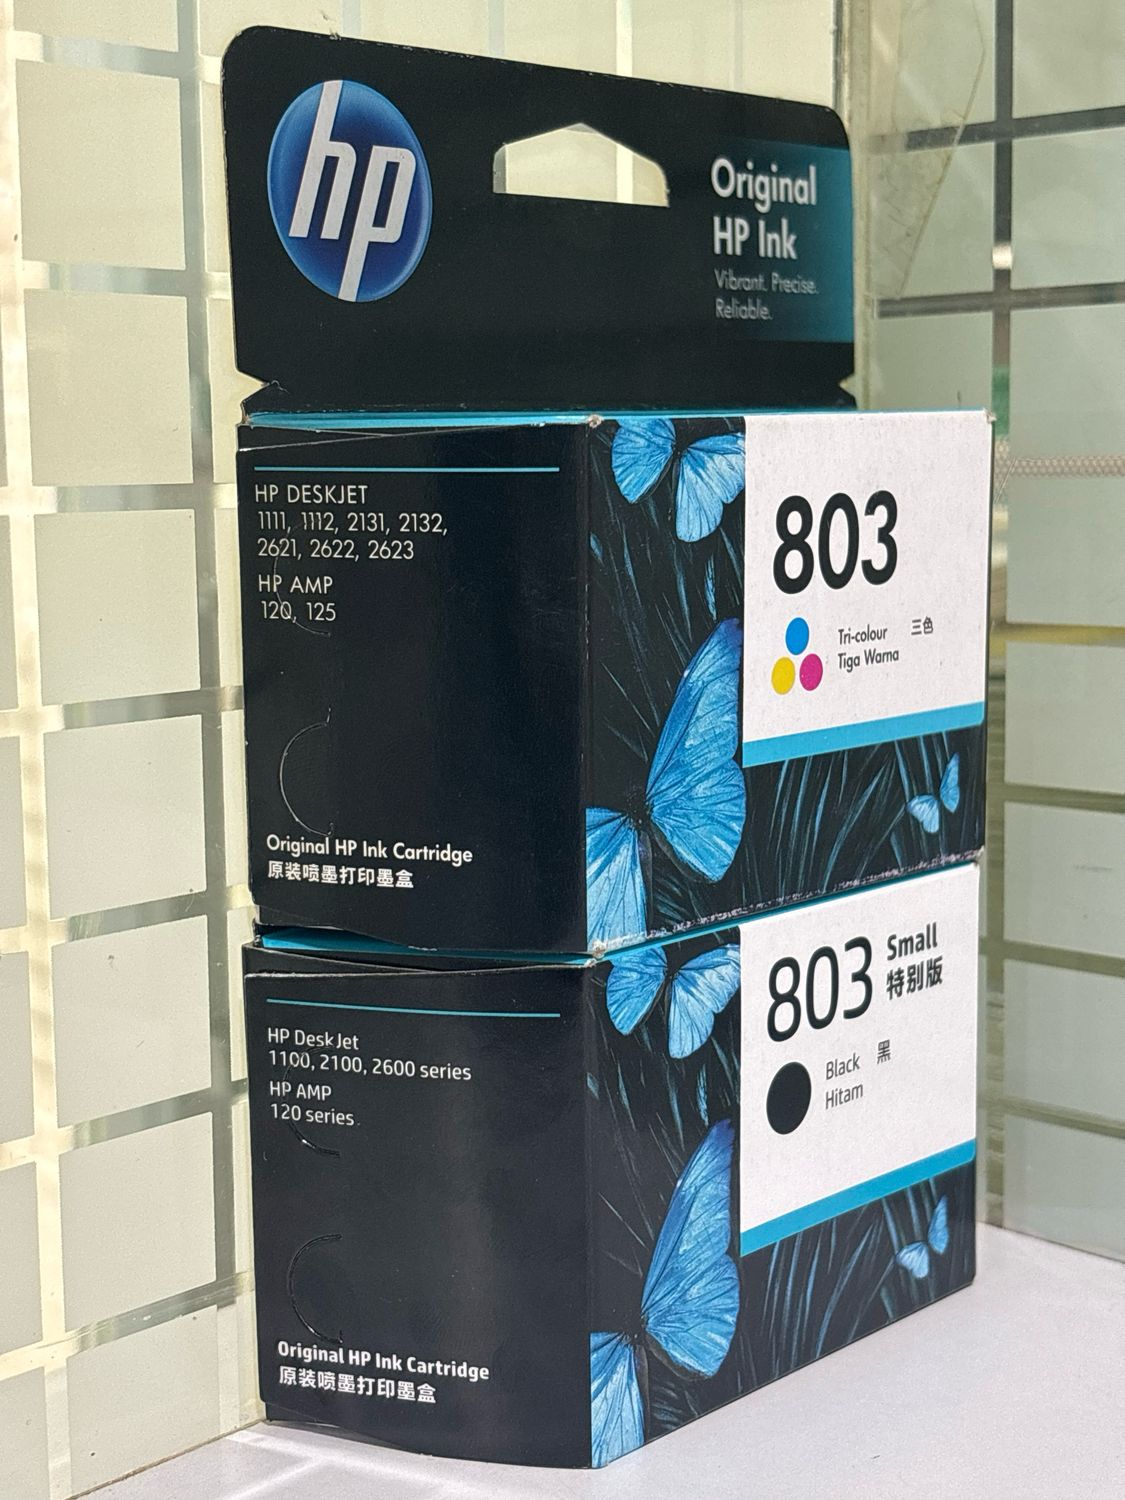 hp
Original
HP Ink
Vibrant. Precise.
Reliable.
HP DESKJET
1111, 1112, 2131, 2132,
2621, 2622, 2623
HP AMP
120, 125
Original HP Ink Cartridge
原装喷墨打印墨盒
803
Tri-colour 三色
Tiga Warna
HP DeskJet
1100, 2100, 2600 series
HP AMP
120 series
Original HP Ink Cartridge
原装喷墨打印墨盒
803 Small
特别版
Black 黑
Hitam